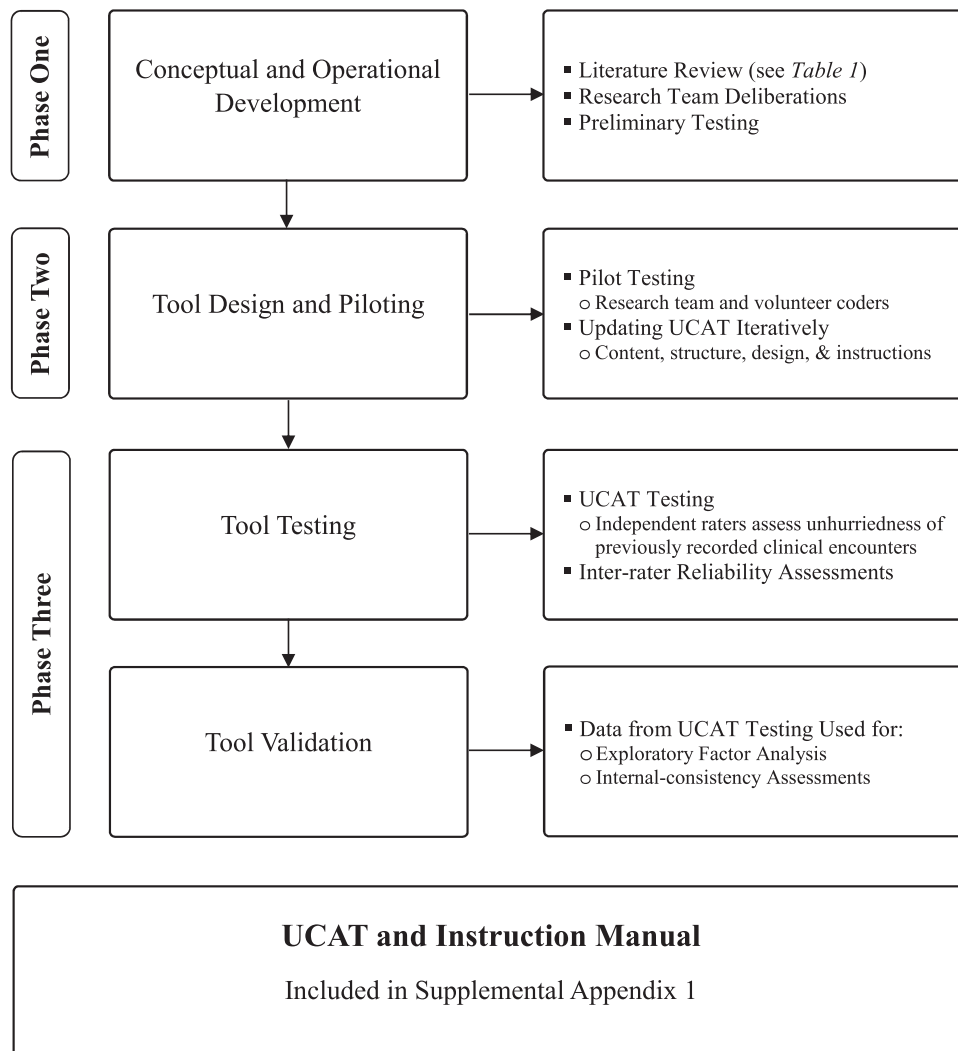 Phase One
Conceptual and Operational
Development
▪ Literature Review (see Table 1)
▪ Research Team Deliberations
▪ Preliminary Testing
Phase Two
Tool Design and Piloting
▪ Pilot Testing
o Research team and volunteer coders
▪ Updating UCAT Iteratively
o Content, structure, design, & instructions
Phase Three
Tool Testing
▪ UCAT Testing
o Independent raters assess unhurriedness of
previously recorded clinical encounters
▪ Inter-rater Reliability Assessments
Tool Validation
▪ Data from UCAT Testing Used for:
o Exploratory Factor Analysis
o Internal-consistency Assessments
UCAT and Instruction Manual
Included in Supplemental Appendix 1